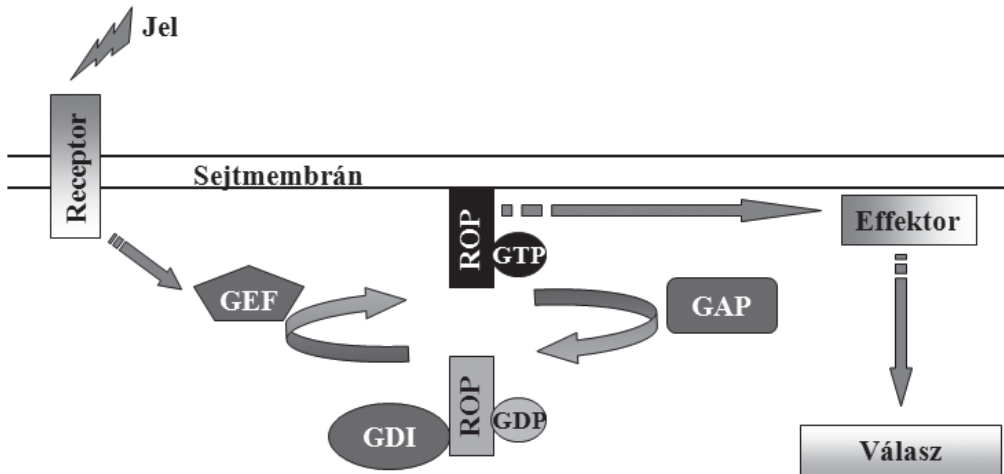 Jel
Receptor
Sejtmembrán
ROP
GTP
Effektor
GEF
GAP
ROP
GDP
GDI
Válasz